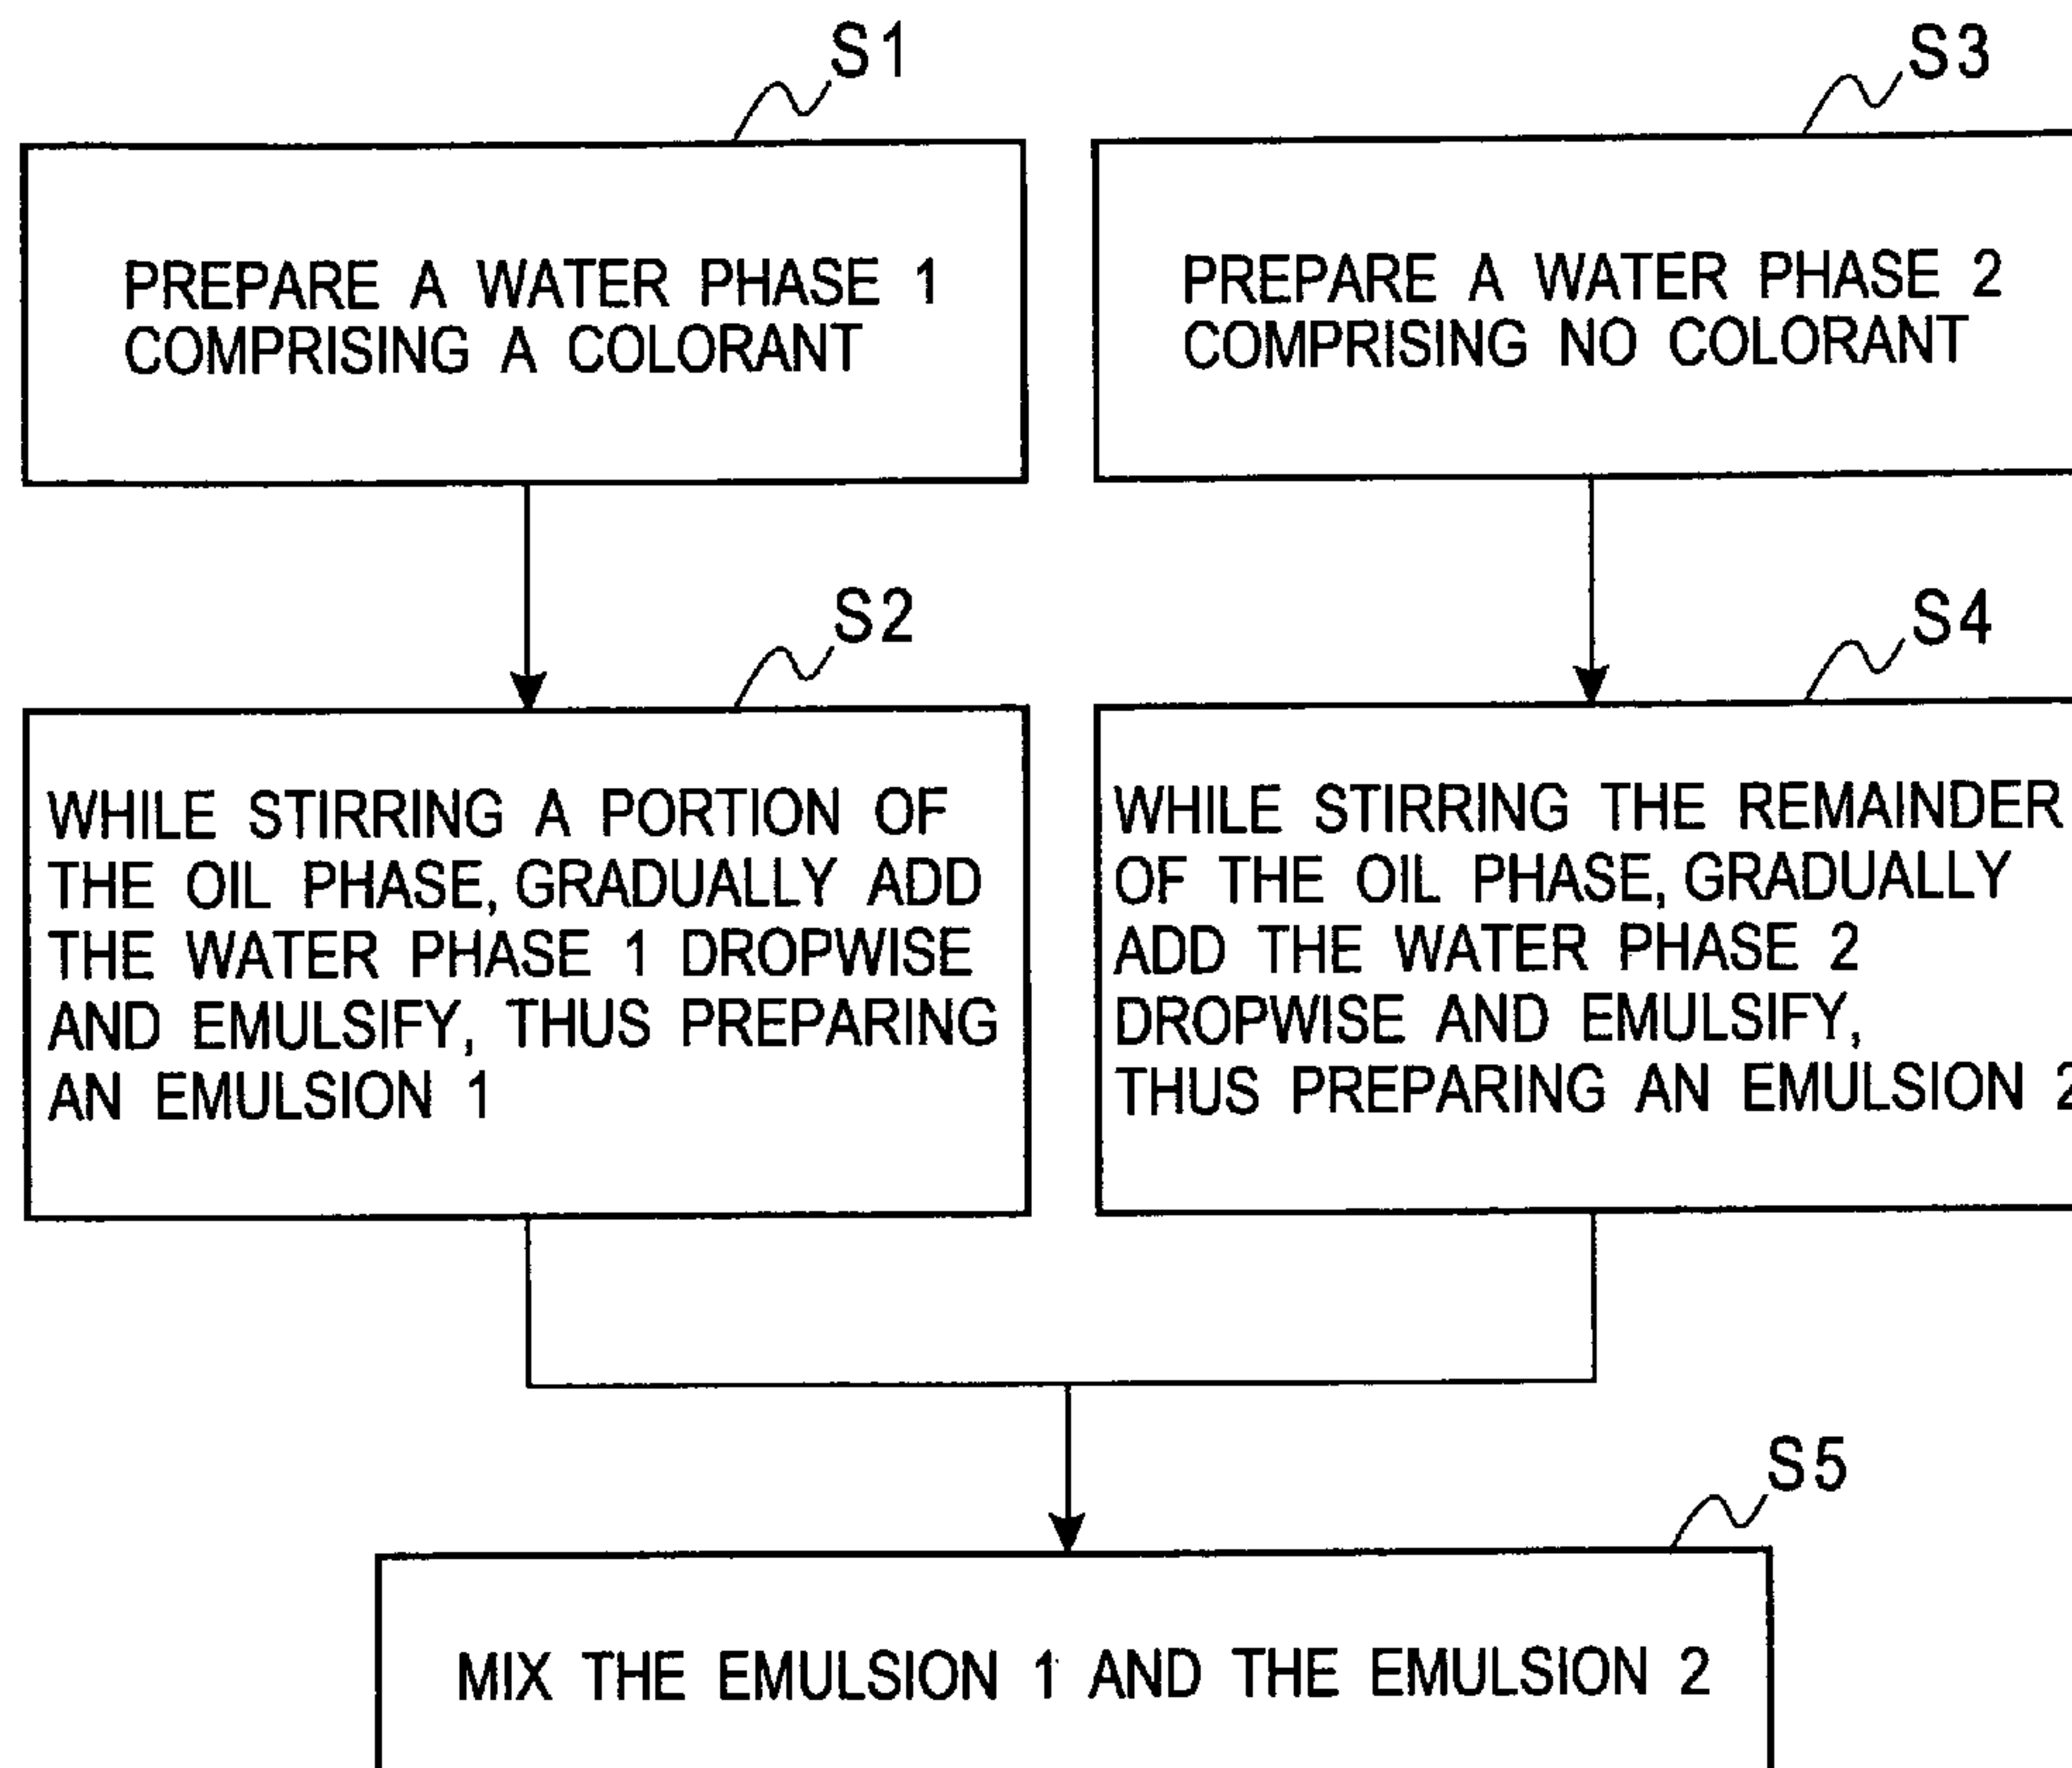 S1
PREPARE A WATER PHASE 1
COMPRISING A COLORANT
S3
PREPARE A WATER PHASE 2
COMPRISING NO COLORANT
S2
WHILE STIRRING A PORTION OF
THE OIL PHASE, GRADUALLY ADD
THE WATER PHASE 1 DROPWISE
AND EMULSIFY, THUS PREPARING
AN EMULSION 1
S4
WHILE STIRRING THE REMAINDER
OF THE OIL PHASE, GRADUALLY
ADD THE WATER PHASE 2
DROPWISE AND EMULSIFY,
THUS PREPARING AN EMULSION 2
S5
MIX THE EMULSION 1 AND THE EMULSION 2